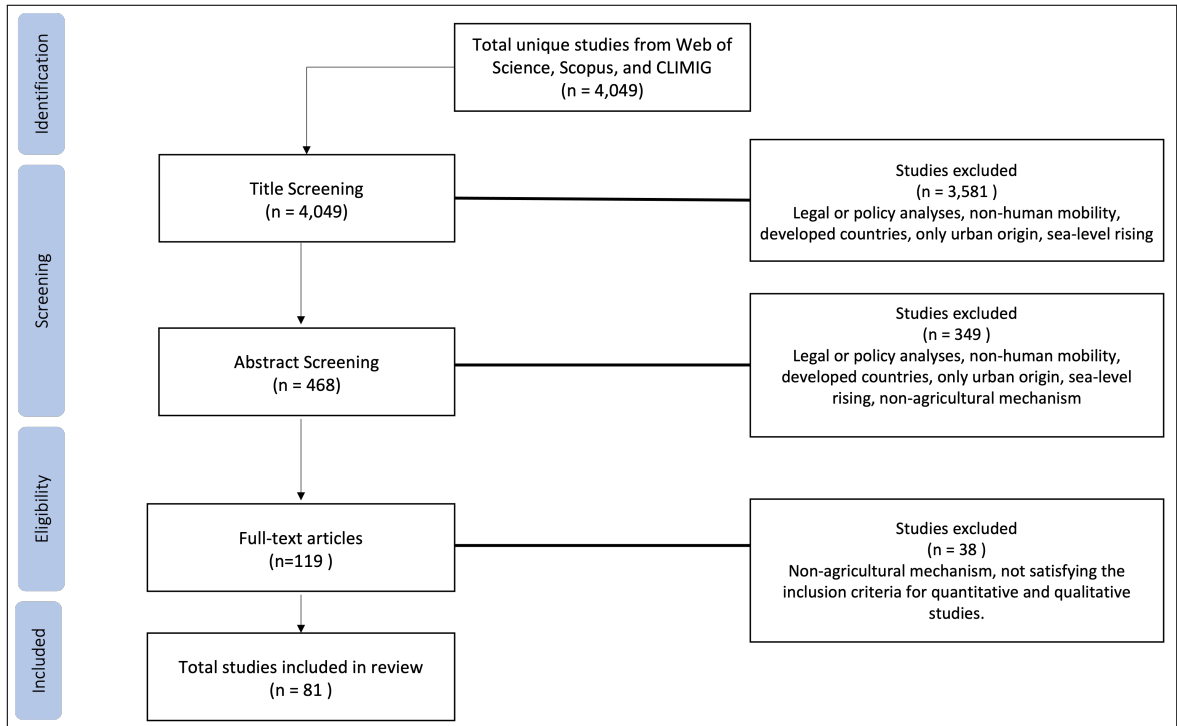 Identification
Total unique studies from Web of
Science, Scopus, and CLIMIG
(n = 4,049)
Screening
Title Screening
(n = 4,049)
Studies excluded
(n = 3,581 )
Legal or policy analyses, non-human mobility,
developed countries, only urban origin, sea-level rising
Abstract Screening
(n = 468)
Studies excluded
(n = 349 )
Legal or policy analyses, non-human mobility,
developed countries, only urban origin, sea-level
rising, non-agricultural mechanism
Eligibility
Full-text articles
(n=119 )
Studies excluded
(n = 38 )
Non-agricultural mechanism, not satisfying the
inclusion criteria for quantitative and qualitative
studies.
Included
Total studies included in review
(n = 81 )